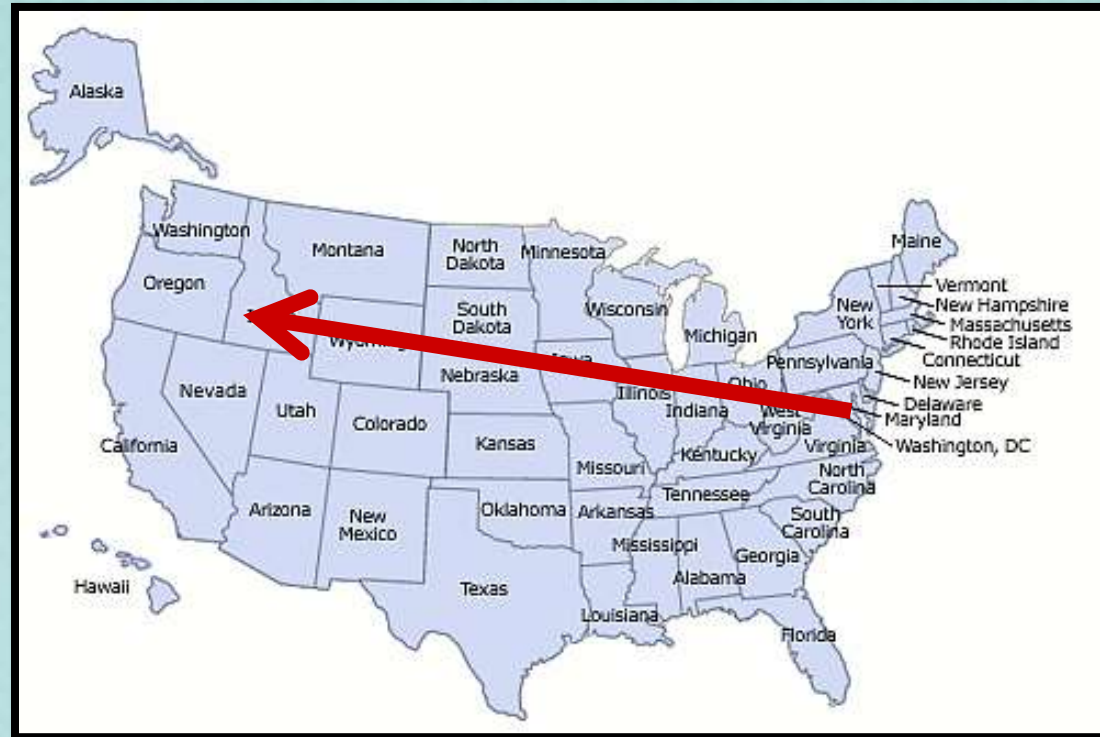 Alaska
Washington
Montana
North
Dakota
Minnesota
Maine
Oregon
Vermont
New Hampshire
Massachusetts
Rhode Island
Connecticut
New
York
Wisconsin
South
Dakota
Michigan
Wyoming
Iowa
Pennsylvania
New Jersey
Nebraska
Nevada
Illinois
Ohio
Delaware
Indiana
Maryland
Utah
West
Virginia
Colorado
California
Kansas
Kentucky
Virginia
Washington, DC
Missouri
North
Carolina
Tennessee
Arizona
New
Mexico
Oklahoma
Arkansas
South
Carolina
Mississippi
Georgia
Hawaii
Texas
Alabama
Louisiana
Florida